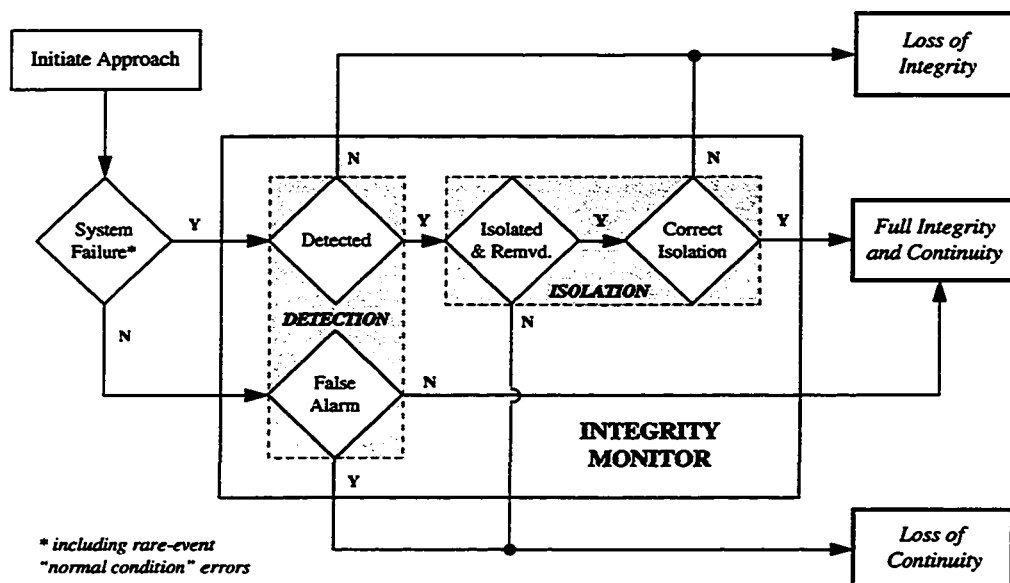 Initiate Approach
Loss of
Integrity
N
N
System
Failure*
Y
Detected
Y
Isolated
& Remvd.
Y
Correct
Isolation
Y
Full Integrity
and Continuity
ISOLATION
DETECTION
N
N
False
Alarm
N
INTEGRITY
MONITOR
Y
* including rare-event
"normal condition" errors
Loss of
Continuity